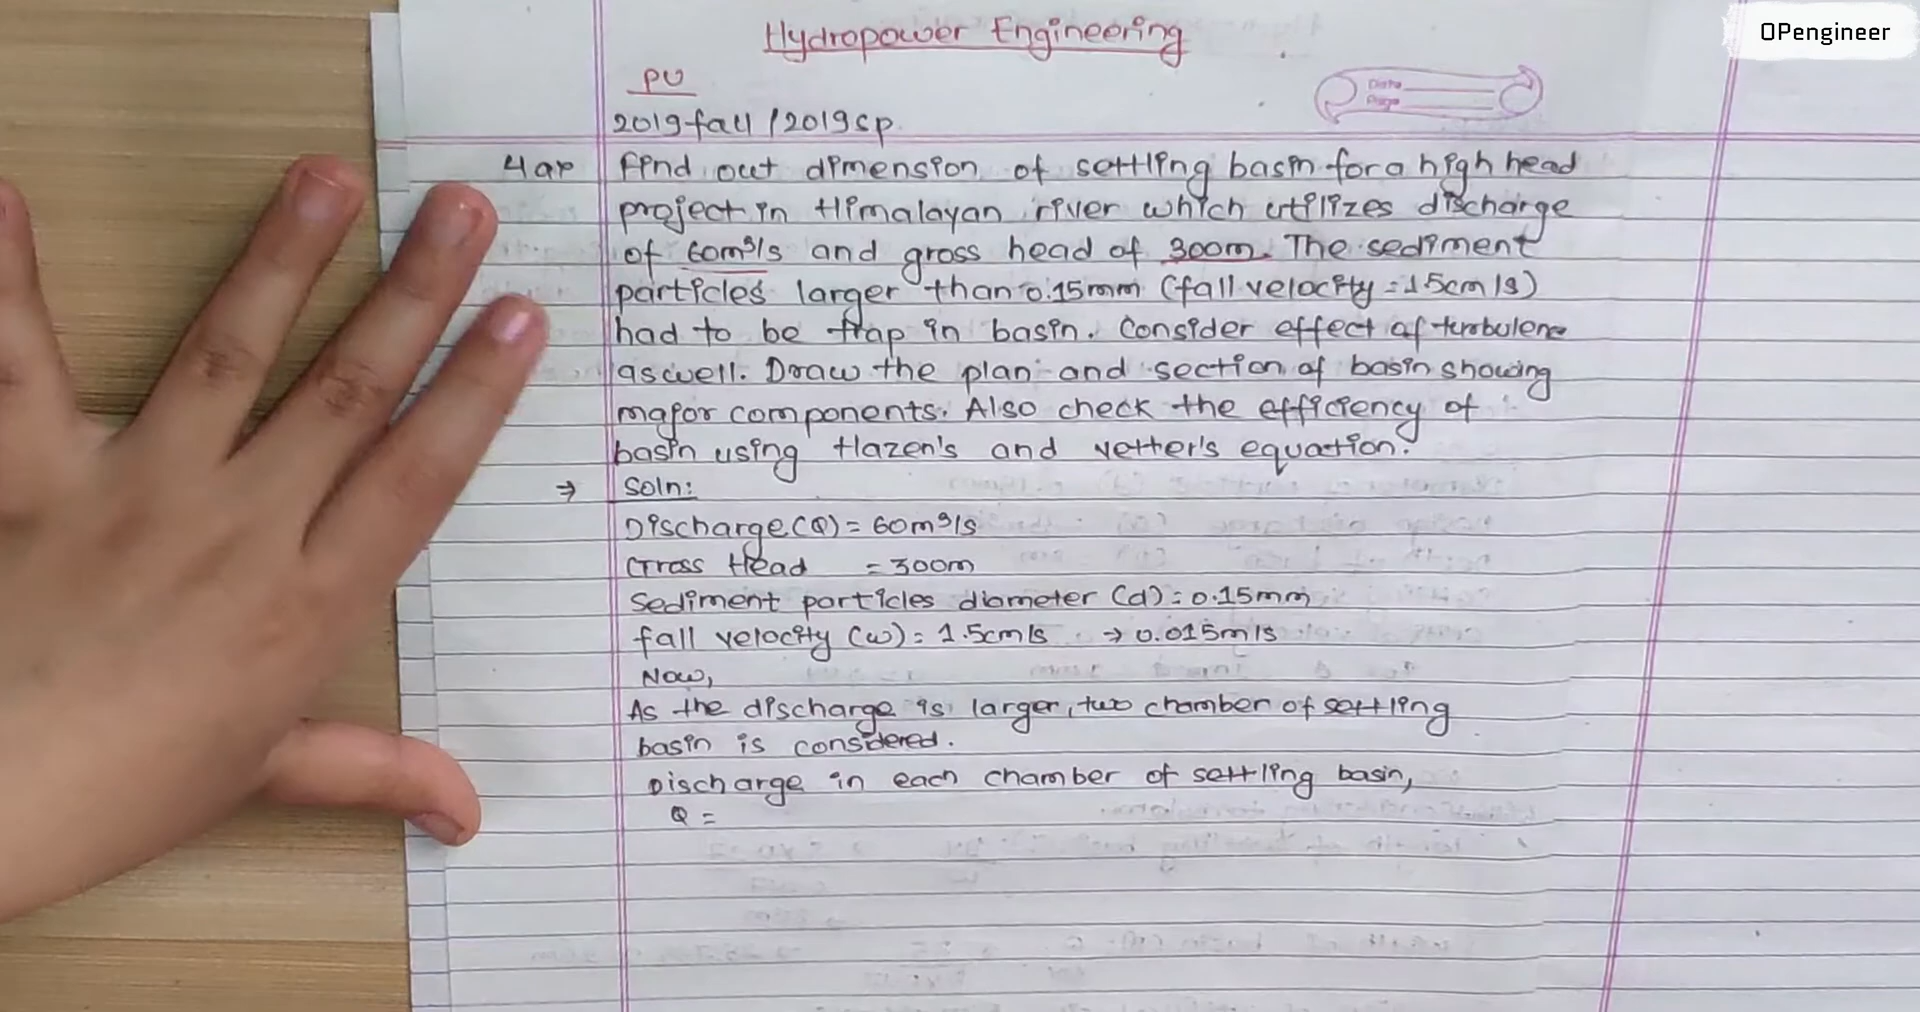 OPengineer
Hydropower Engineering
PU
Date
Page
2019 fall / 2019 sp.
4 a) Find out dimension of settling basin for a high head
project in Himalayan river which utilizes discharge
of 60m³/s and gross head of 300m. The sediment
particles larger than 0.15mm (fall velocity = 1.5cm/s)
had to be trap in basin. Consider effect of turbulence
as well. Draw the plan and section of basin showing
major components. Also check the efficiency of
basin using Hazen's and vetter's equation.
⇒ Soln:
Discharge (Q) = 60m³/s
Gross Head = 300m
Sediment particles diameter (d) = 0.15mm
fall velocity (ω) = 1.5cm/s → 0.015m/s
Now,
As the discharge is larger, two chamber of settling
basin is considered.
Discharge in each chamber of settling basin,
Q =